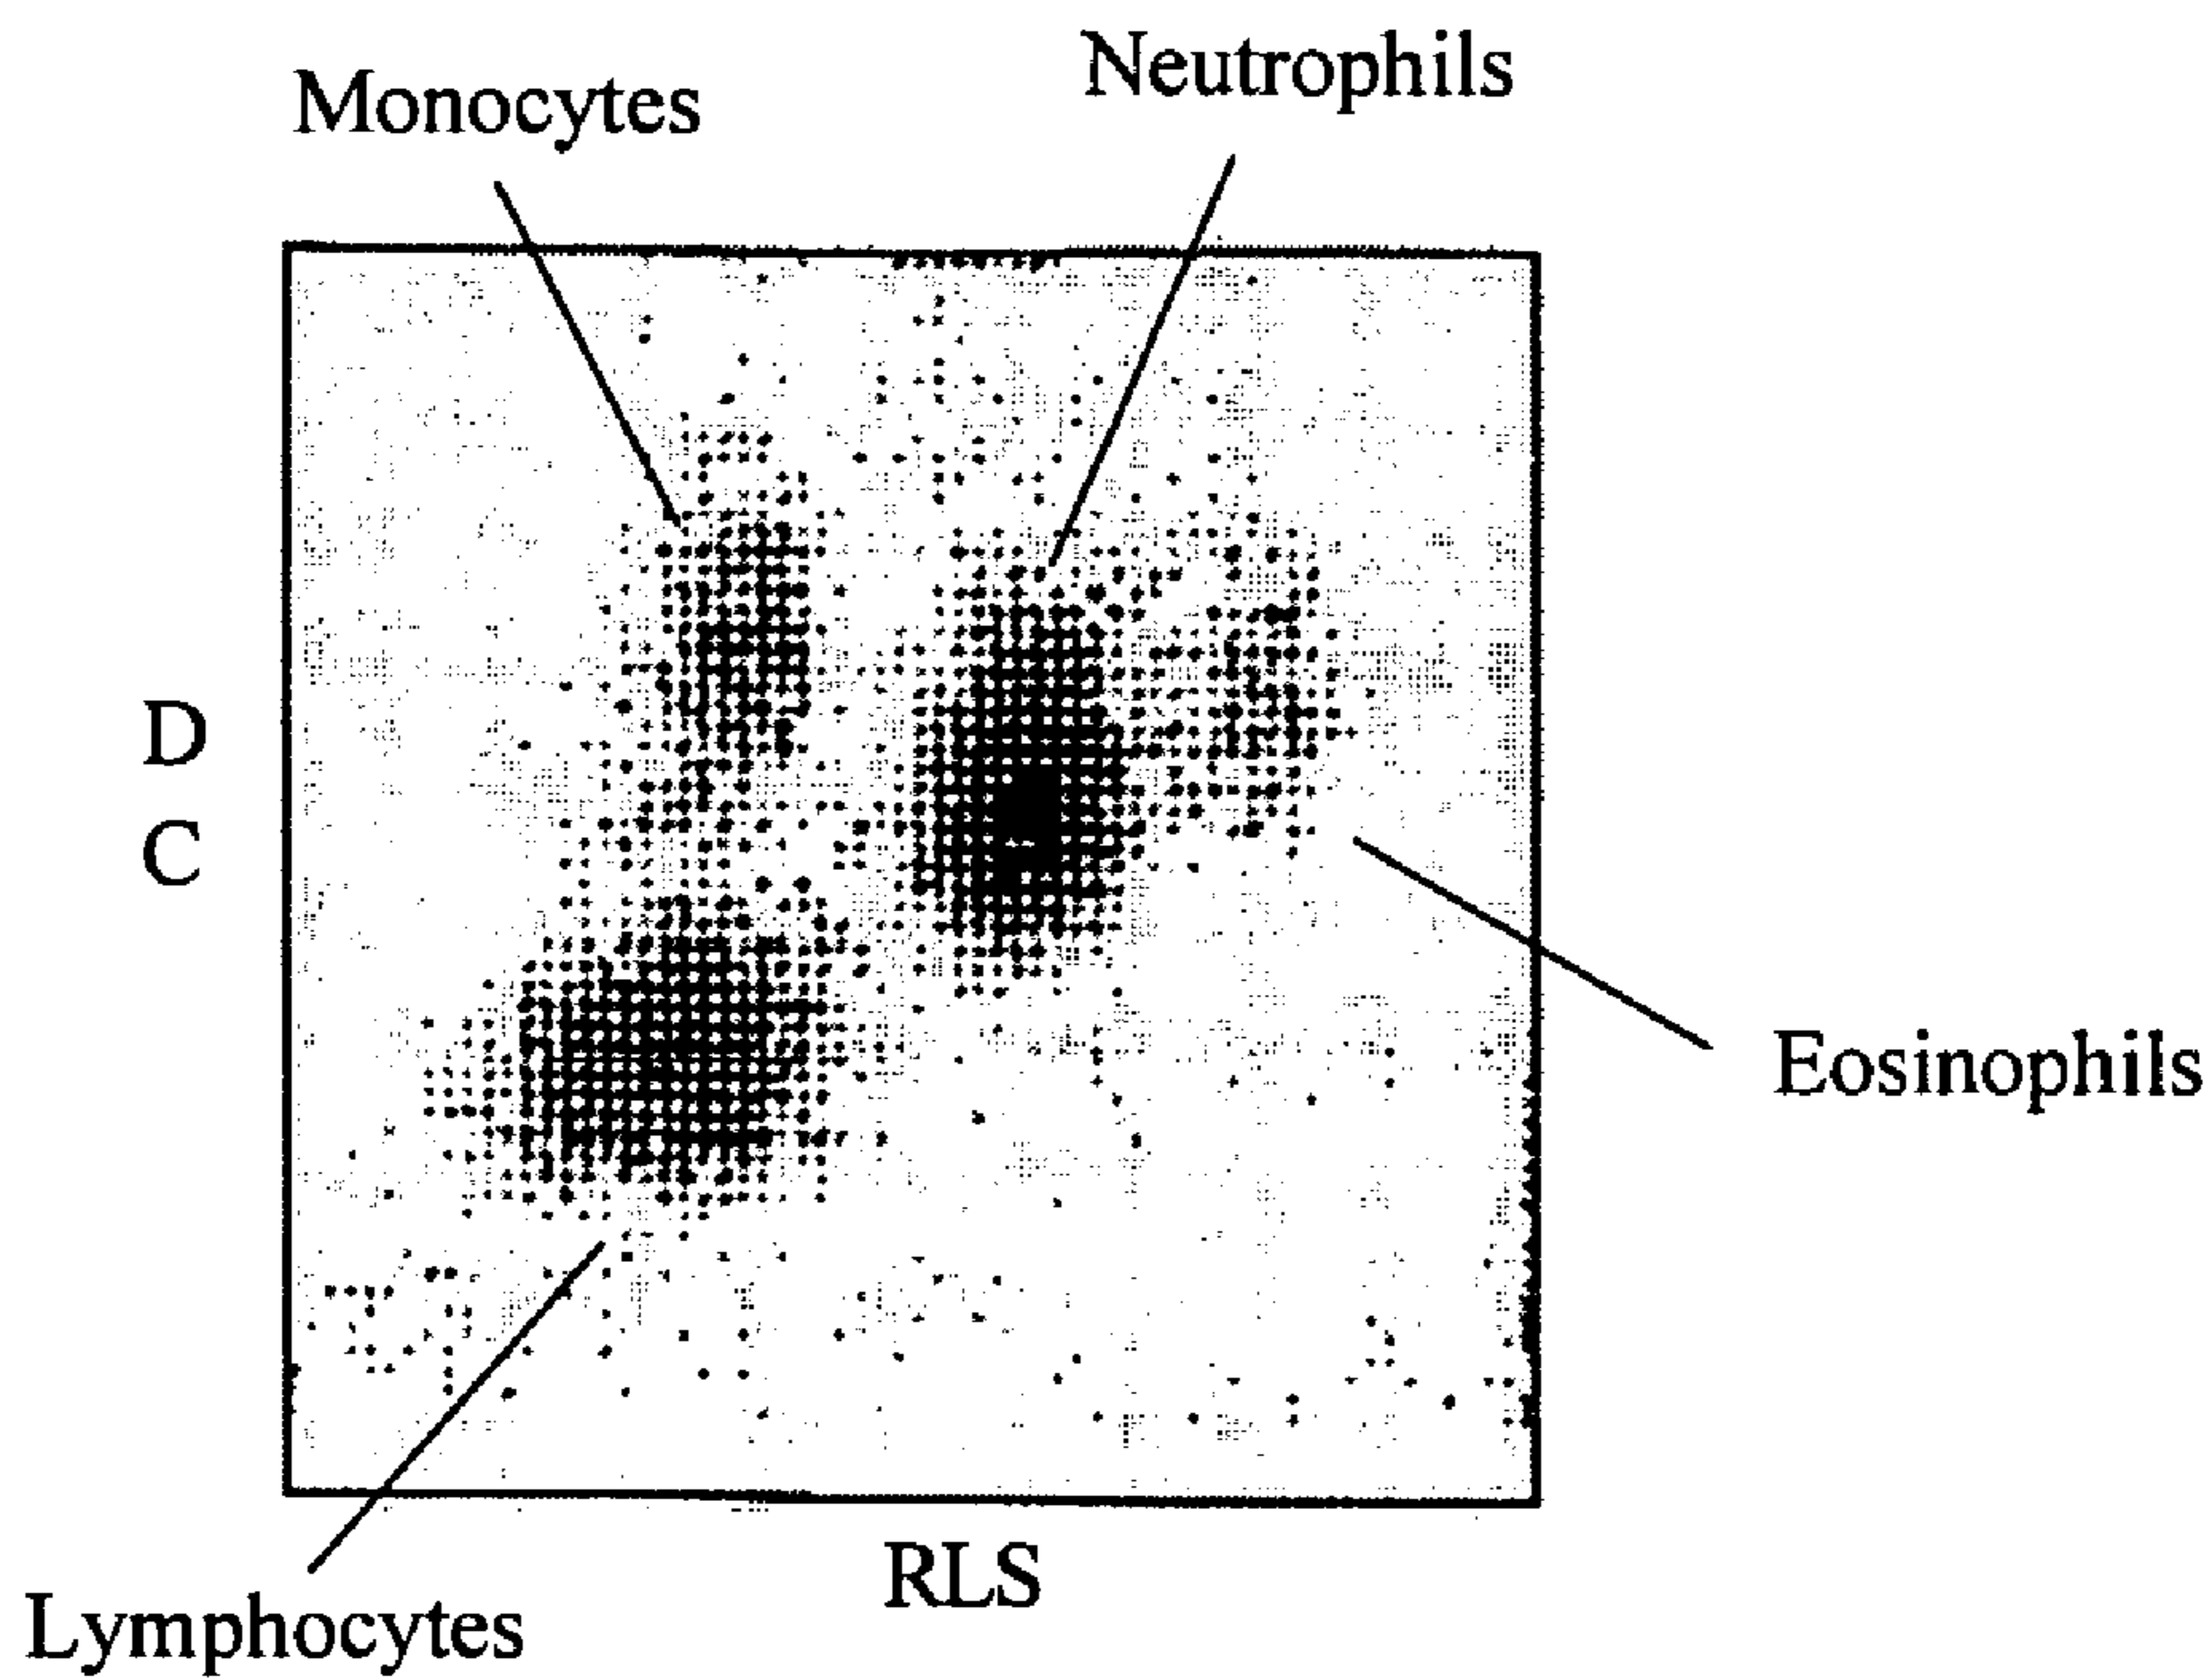 Neutrophils
Monocytes
D
C
Eosinophils
RLS
Lymphocytes